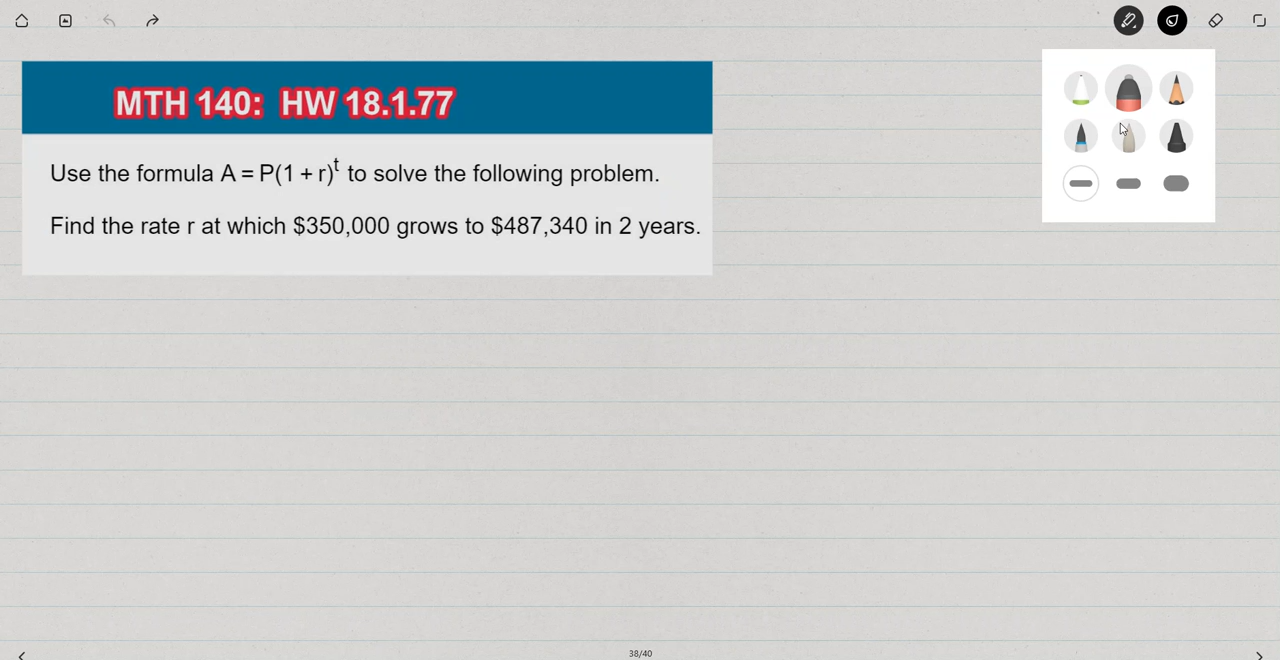 MTH 140: HW 18.1.77
Use the formula A = P(1 + r)^t to solve the following problem.
Find the rate r at which $350,000 grows to $487,340 in 2 years.
38/40